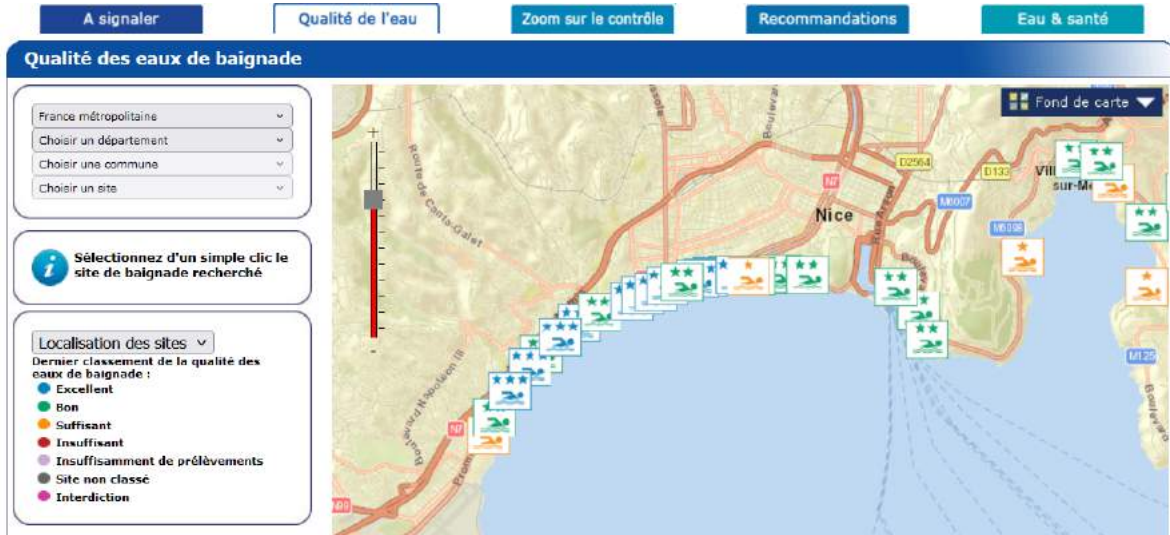 A signaler
Qualité de l'eau
Zoom sur le contrôle
Recommandations
Eau & santé
Qualité des eaux de baignade
France métropolitaine
Choisir un département
Choisir une commune
Choisir un site
Sélectionnez d'un simple clic le
site de baignade recherché
Localisation des sites
Dernier classement de la qualité des
eaux de baignade :
Excellent
Bon
Suffisant
Insuffisant
Insuffisamment de prélèvements
Site non classé
Interdiction
+
-
Fond de carte
Route de Canta-Galet
Boulevard Napoléon III
Nice
N7
N7
D2564
D133
M6007
M6098
sur-Me
M125
Boulevard